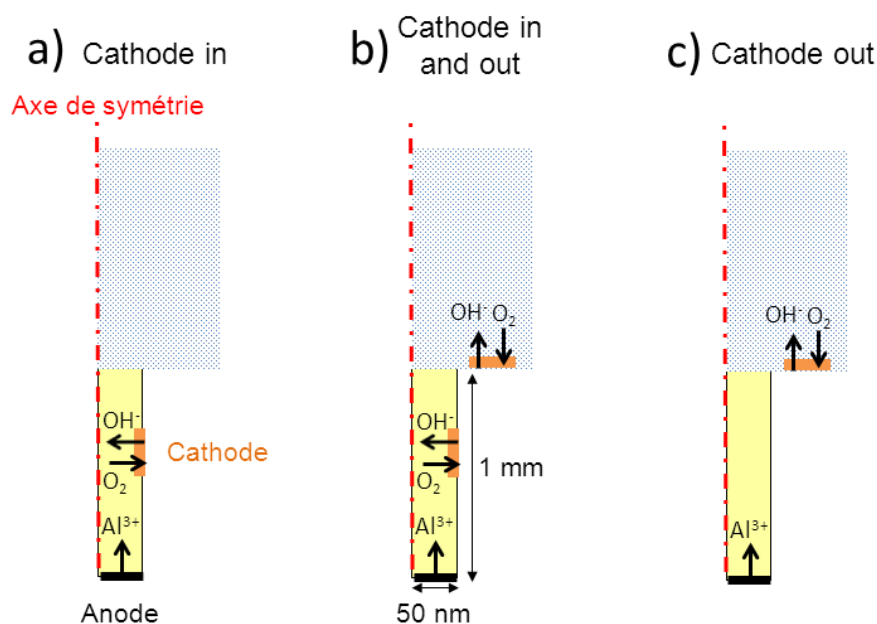 a) Cathode in
b) Cathode in
and out
c) Cathode out
Axe de symétrie
OH⁻
O₂
Al³⁺
Cathode
Anode
OH⁻ O₂
OH⁻
O₂
Al³⁺
1 mm
50 nm
OH⁻ O₂
Al³⁺